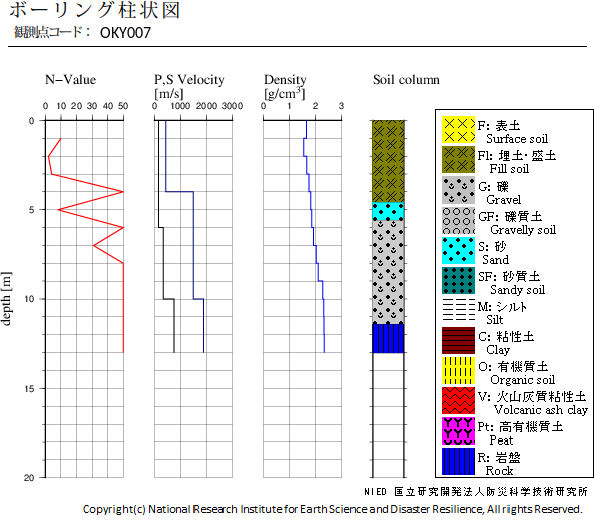 ボーリング柱状図
観測点コード： OKY007
N−Value
0 10 20 30 40 50
P,S Velocity
[m/s]
0 1000 2000 3000
Density
[g/cm³]
0 1 2 3
Soil column
depth [m]
0
5
10
15
20
F: 表土
Surface soil
Fl: 埋土・盛土
Fill soil
G: 礫
Gravel
GF: 礫質土
Gravelly soil
S: 砂
Sand
SF: 砂質土
Sandy soil
M: シルト
Silt
C: 粘性土
Clay
O: 有機質土
Organic soil
V: 火山灰質粘性土
Volcanic ash clay
Pt: 高有機質土
Peat
R: 岩盤
Rock
NIED 国立研究開発法人防災科学技術研究所
Copyright(c) National Research Institute for Earth Science and Disaster Resilience, All rights Reserved.